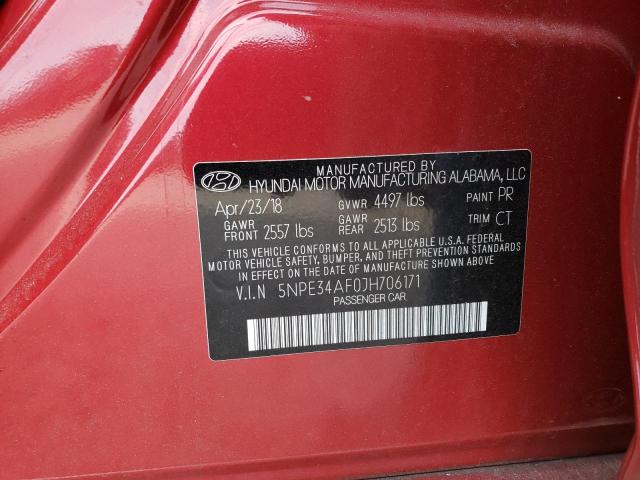 MANUFACTURED BY
HYUNDAI MOTOR MANUFACTURING ALABAMA, LLC
Apr/23/18 GVWR 4497 lbs PAINT PR
GAWR FRONT 2557 lbs GAWR REAR 2513 lbs TRIM CT
THIS VEHICLE CONFORMS TO ALL APPLICABLE U.S.A. FEDERAL
MOTOR VEHICLE SAFETY, BUMPER, AND THEFT PREVENTION STANDARDS
IN EFFECT ON THE DATE OF MANUFACTURE SHOWN ABOVE.
V.I.N 5NPE34AF0JH706171
PASSENGER CAR